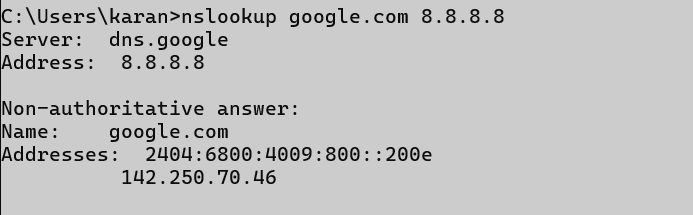 C:\Users\karan>nslookup google.com 8.8.8.8
Server:  dns.google
Address:  8.8.8.8

Non-authoritative answer:
Name:    google.com
Addresses:  2404:6800:4009:800::200e
          142.250.70.46